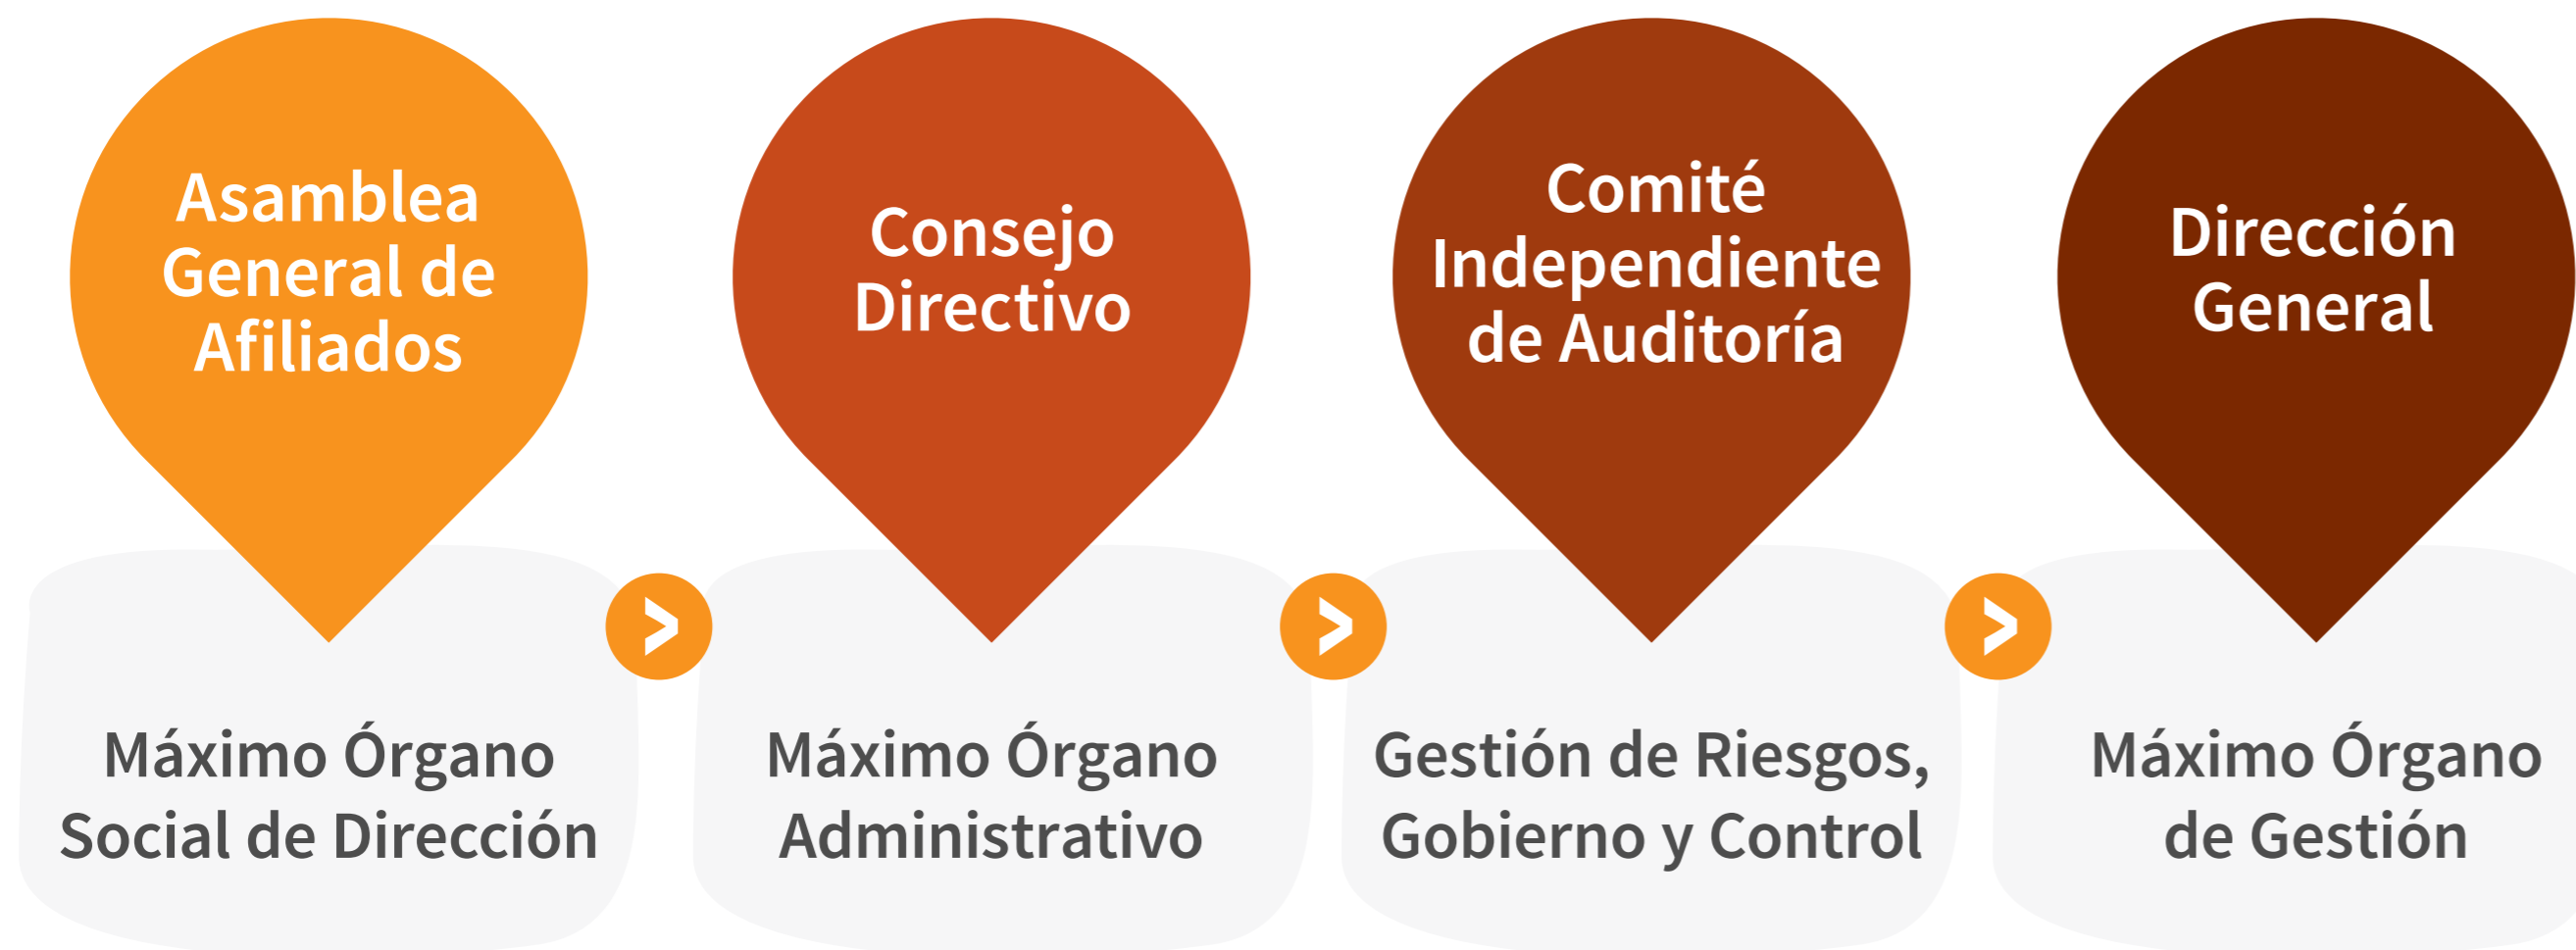 Asamblea
General de
Afiliados
Máximo Órgano
Social de Dirección
Consejo
Directivo
Máximo Órgano
Administrativo
Comité
Independiente
de Auditoría
Gestión de Riesgos,
Gobierno y Control
Dirección
General
Máximo Órgano
de Gestión